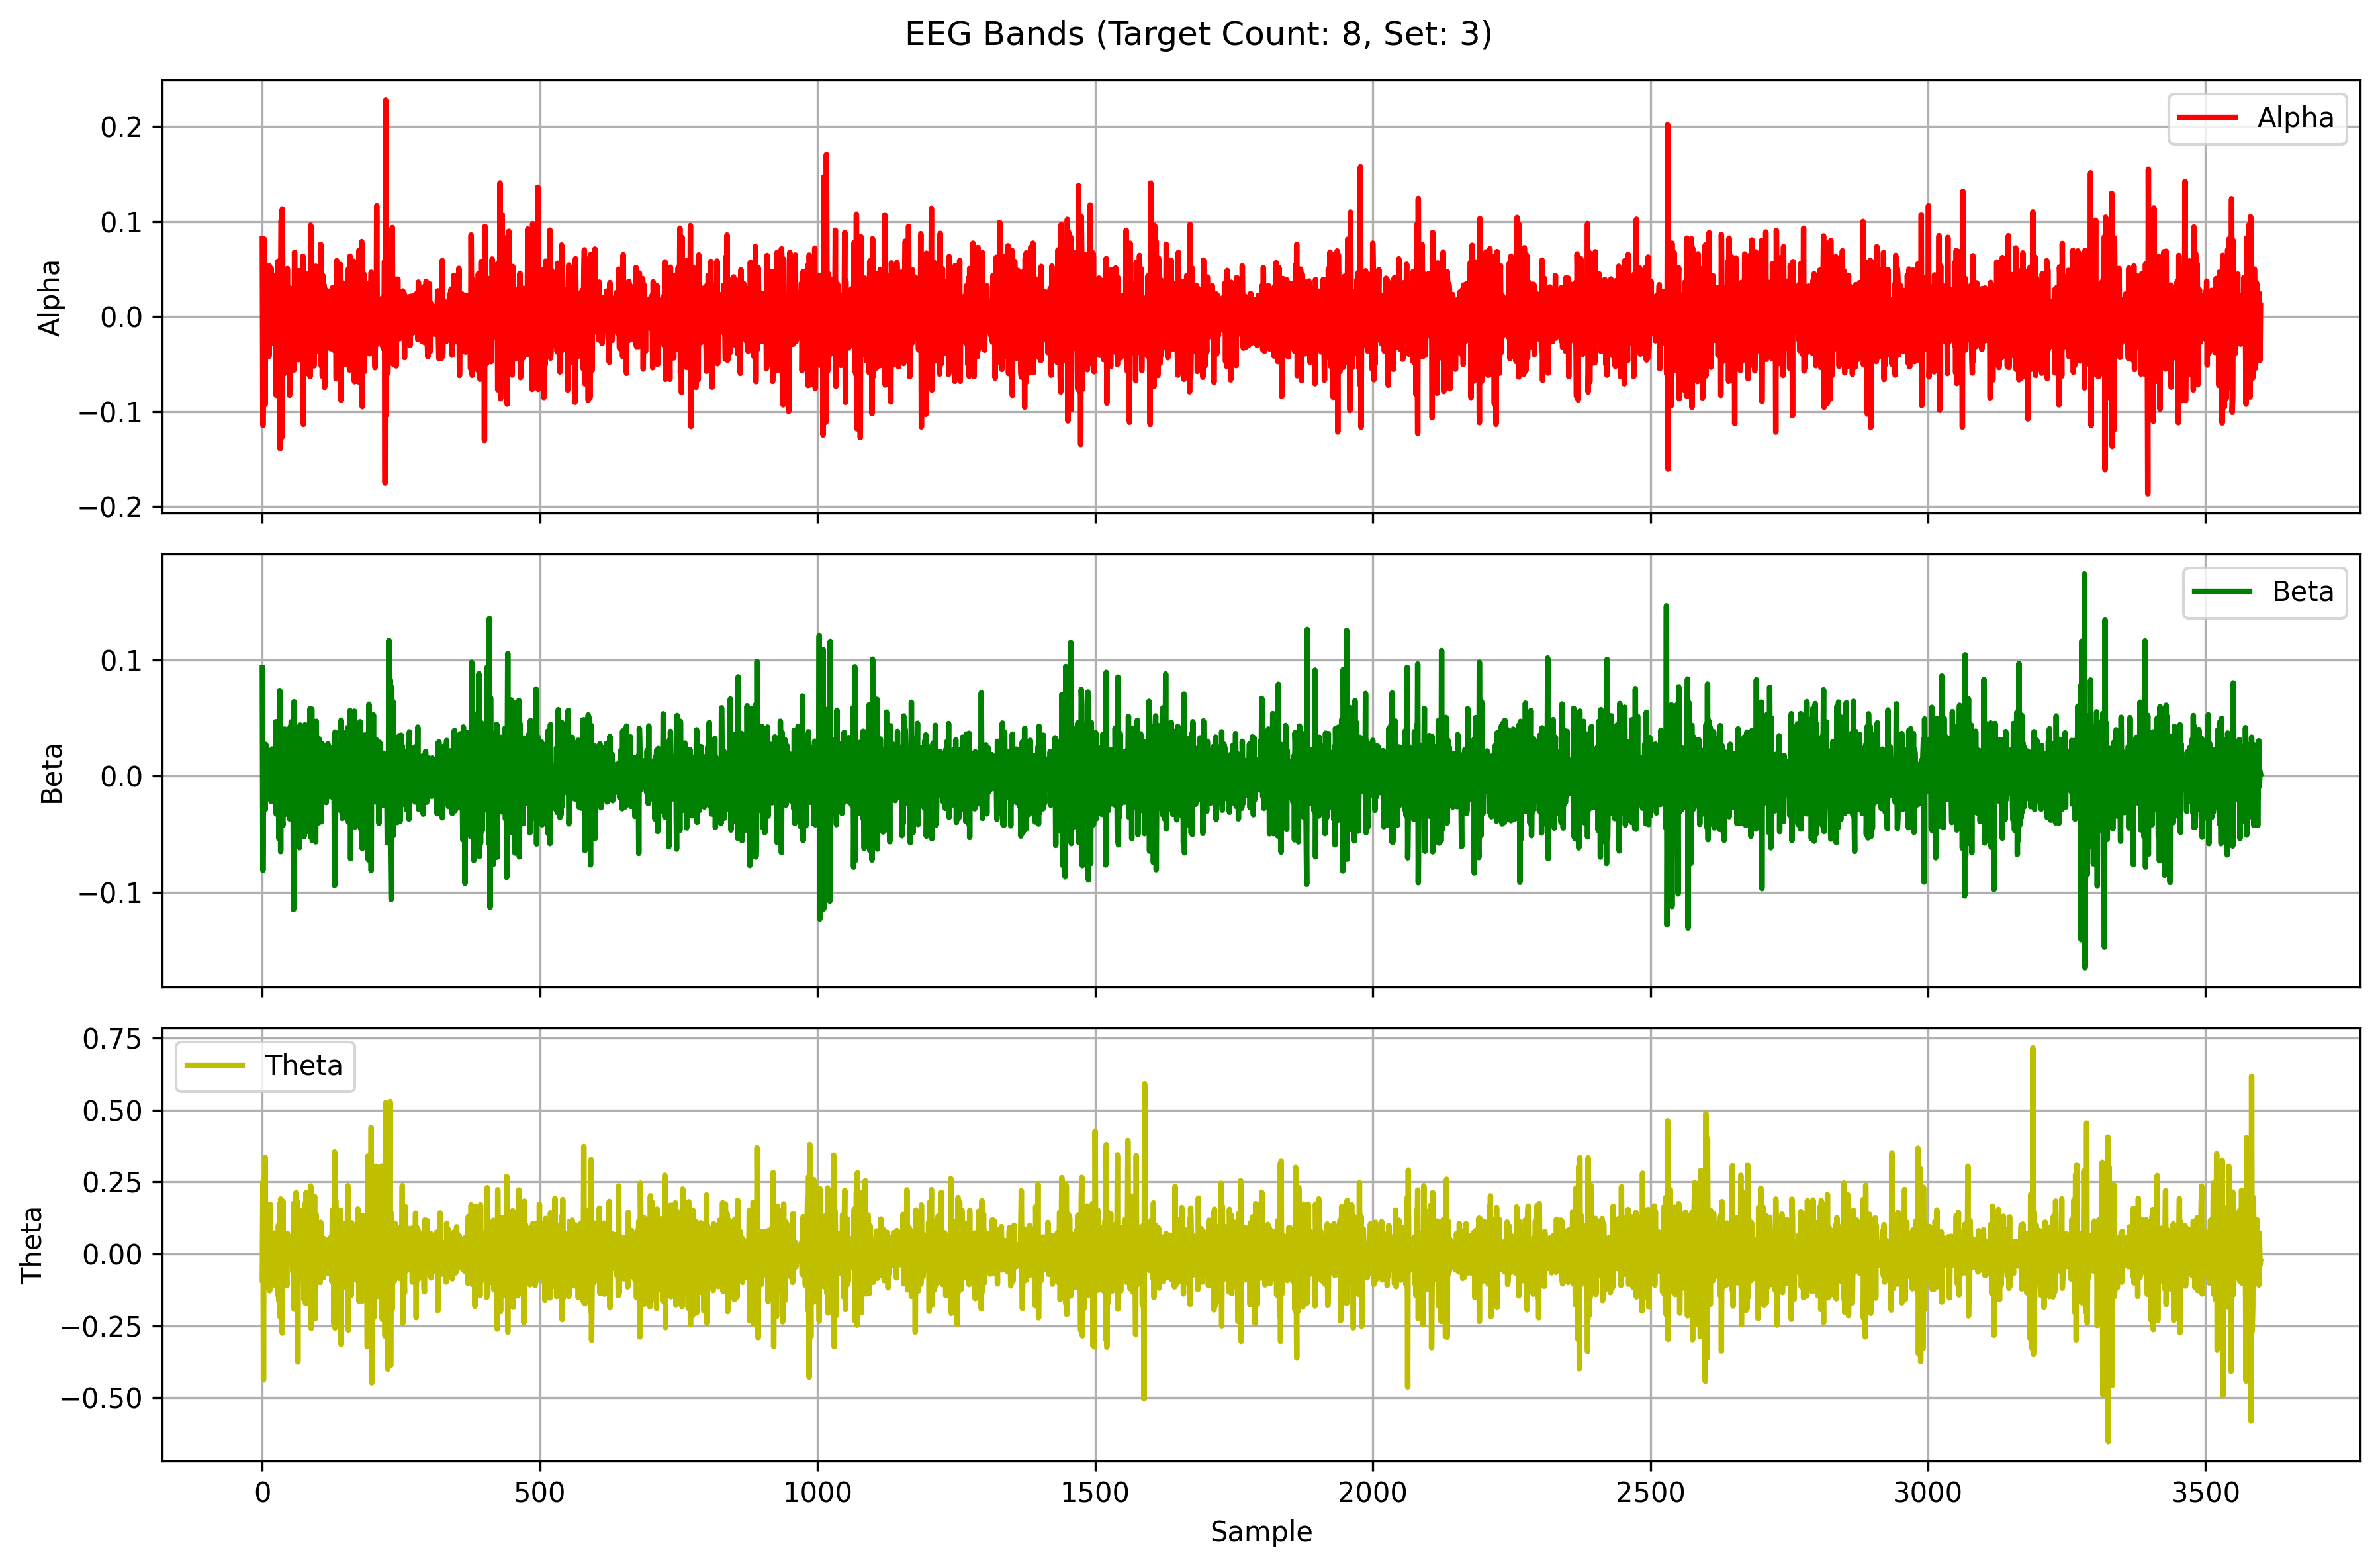 EEG Bands (Target Count: 8, Set: 3)
Alpha
0.2
0.1
0.0
−0.1
−0.2
Alpha
Beta
0.1
0.0
−0.1
Beta
Theta
0.75
0.50
0.25
0.00
−0.25
−0.50
Theta
0 500 1000 1500 2000 2500 3000 3500
Sample